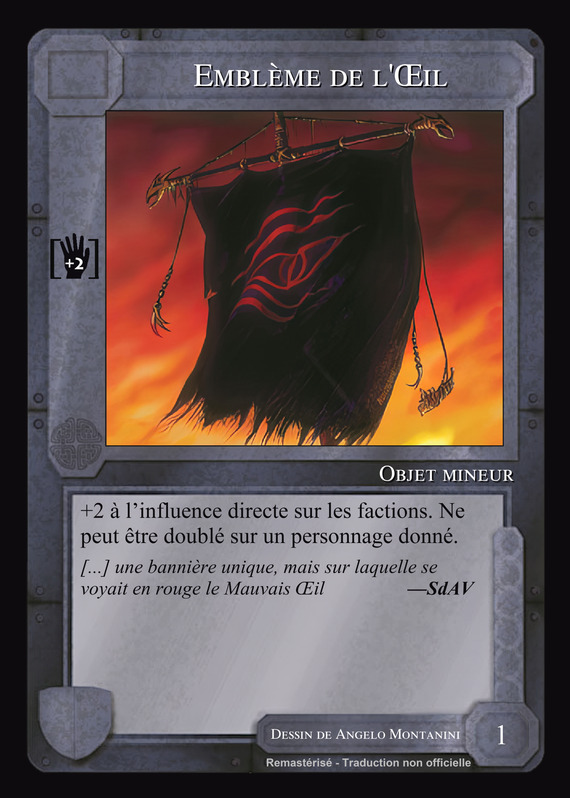 Emblème de l'Œil
[+2]
Objet mineur
+2 à l’influence directe sur les factions. Ne
peut être doublé sur un personnage donné.
[...] une bannière unique, mais sur laquelle se
voyait en rouge le Mauvais Œil —SdAV
Dessin de Angelo Montanini
1
Remastérisé - Traduction non officielle